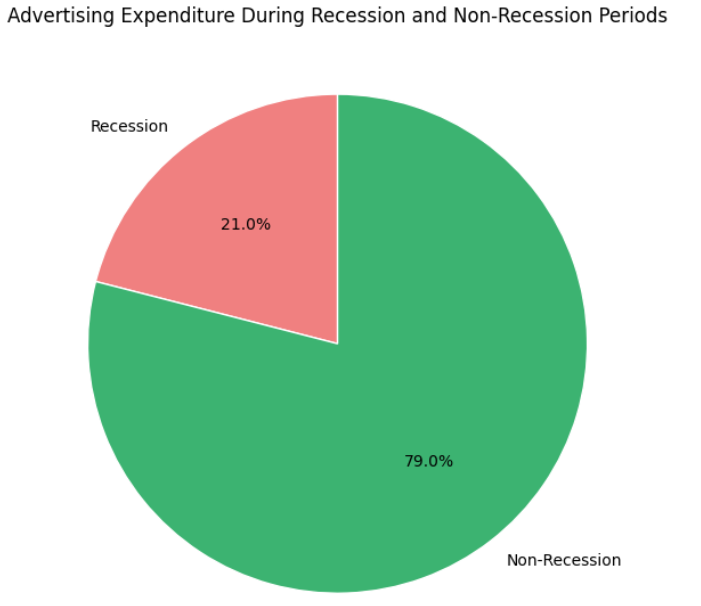 Advertising Expenditure During Recession and Non-Recession Periods
Recession
21.0%
79.0%
Non-Recession